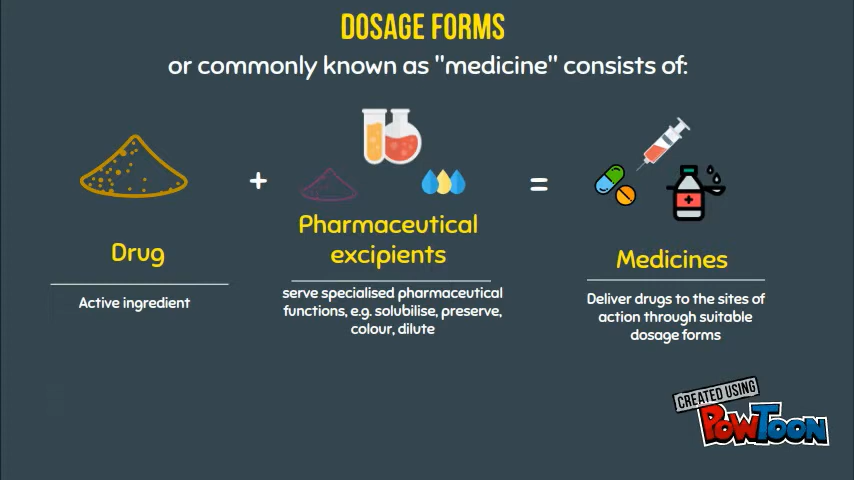 DOSAGE FORMS
or commonly known as "medicine" consists of:
+
=
Drug
Active ingredient
Pharmaceutical
excipients
serve specialised pharmaceutical
functions, e.g. solubilise, preserve,
colour, dilute
Medicines
Deliver drugs to the sites of
action through suitable
dosage forms
CREATED USING
POWTOON